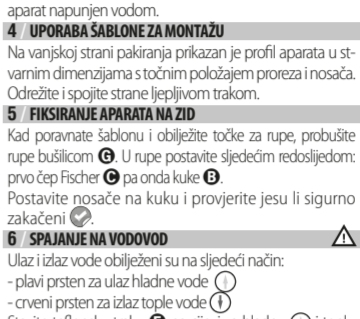 aparat napunjen vodom.
4 / UPORABA ŠABLONE ZA MONTAŽU
Na vanjskoj strani pakiranja prikazan je profil aparata u st-
varnim dimenzijama s točnim položajem proreza i nosača.
Odrežite i spojite strane ljepljivom trakom.
5 / FIKSIRANJE APARATA NA ZID
Kad poravnate šablonu i obilježite točke za rupe, probušite
rupe bušilicom G. U rupe postavite sljedećim redoslijedom:
prvo čep Fischer C pa onda kuke B.
Postavite nosače na kuku i provjerite jesu li sigurno
zakačeni
6 / SPAJANJE NA VODOVOD
Ulaz i izlaz vode obilježeni su na sljedeći način:
- plavi prsten za ulaz hladne vode
- crveni prsten za izlaz tople vode